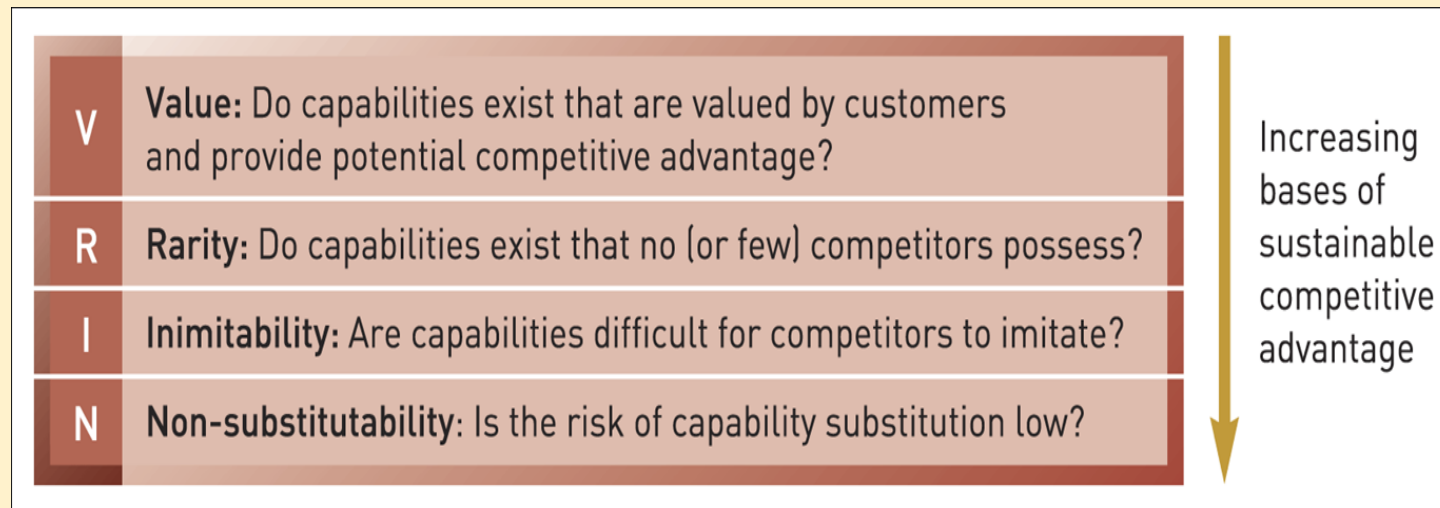 V
Value: Do capabilities exist that are valued by customers
and provide potential competitive advantage?
R
Rarity: Do capabilities exist that no (or few) competitors possess?
I
Inimitability: Are capabilities difficult for competitors to imitate?
N
Non-substitutability: Is the risk of capability substitution low?
Increasing
bases of
sustainable
competitive
advantage